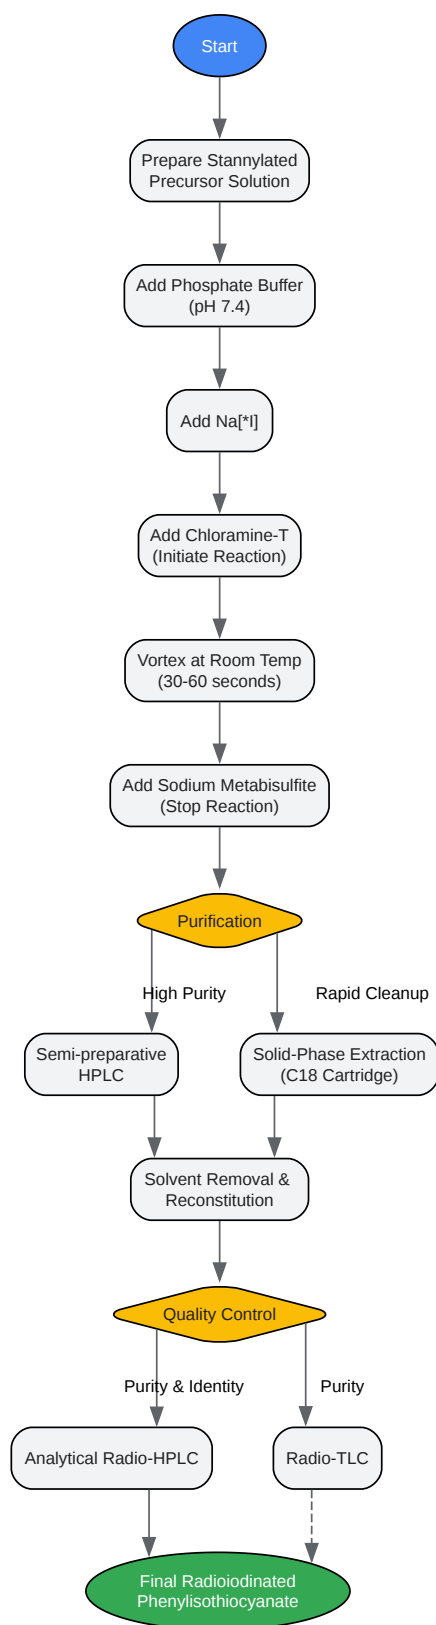 Start
Prepare Stannylated
Precursor Solution
Add Phosphate Buffer
(pH 7.4)
Add Na[*I]
Add Chloramine-T
(Initiate Reaction)
Vortex at Room Temp
(30-60 seconds)
Add Sodium Metabisulfite
(Stop Reaction)
Purification
High Purity
Rapid Cleanup
Semi-preparative
HPLC
Solid-Phase Extraction
(C18 Cartridge)
Solvent Removal &
Reconstitution
Quality Control
Purity & Identity
Purity
Analytical Radio-HPLC
Radio-TLC
Final Radioiodinated
Phenylisothiocyanate